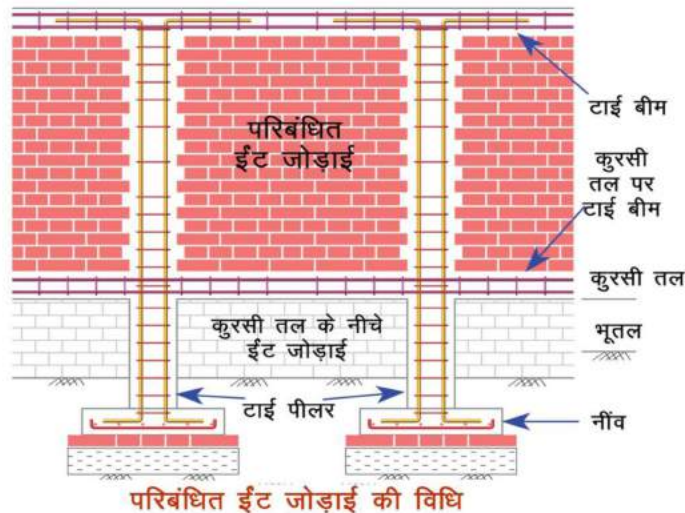 टाई बीम
परिबंधित
ईंट जोड़ाई
कुरसी
तल पर
टाई बीम
कुरसी तल
कुरसी तल के नीचे
ईंट जोड़ाई
भूतल
टाई पीलर
नींव
परिबंधित ईंट जोड़ाई की विधि